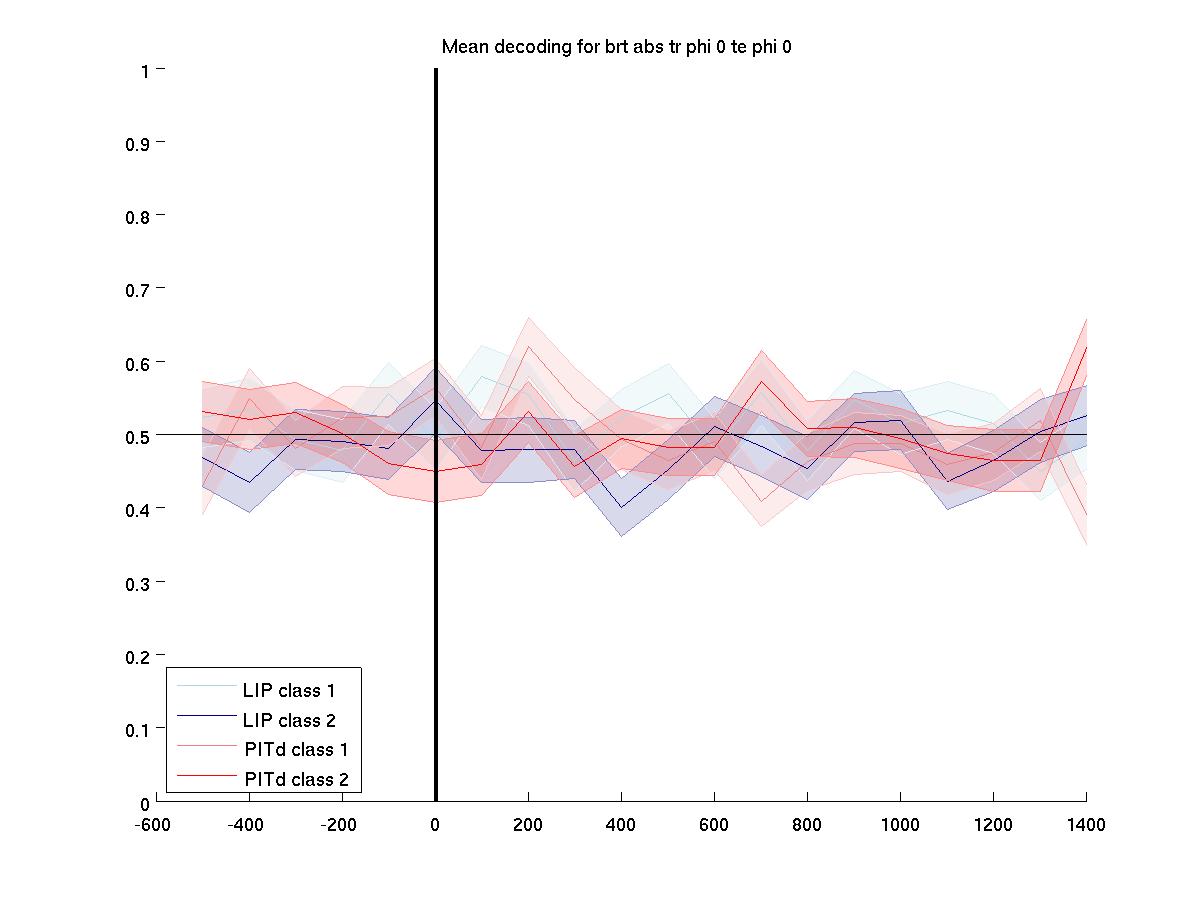 Mean decoding for brt abs tr phi 0 te phi 0
1
0.9
0.8
0.7
0.6
0.5
0.4
0.3
0.2
0.1
0
LIP class 1
LIP class 2
PITd class 1
PITd class 2
-600 -400 -200 0 200 400 600 800 1000 1200 1400